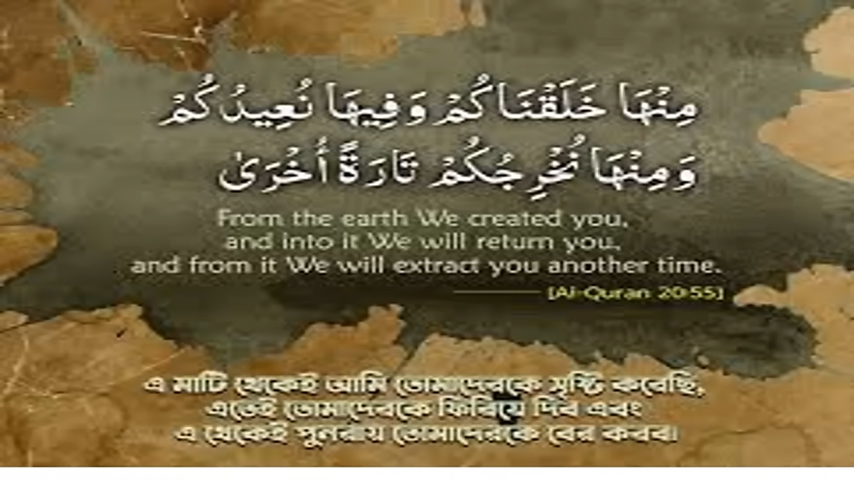 مِنْهَا خَلَقْنَاكُمْ وَفِيهَا نُعِيدُكُمْ
وَمِنْهَا نُخْرِجُكُمْ تَارَةً أُخْرَىٰ
From the earth We created you,
and into it We will return you,
and from it We will extract you another time.
[Al-Quran 20:55]
এ মাটি থেকেই আমি তোমাদেরকে সৃষ্টি করেছি,
এতেই তোমাদেরকে ফিরিয়ে দিব এবং
এ থেকেই পুনরায় তোমাদেরকে বের করব।